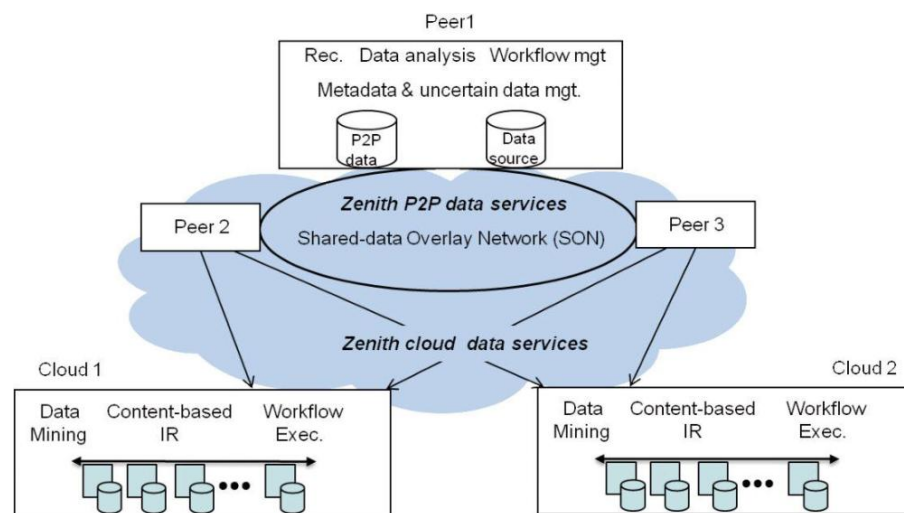 Peer1
Rec. Data analysis Workflow mgt
Metadata & uncertain data mgt.
P2P
data
Data
source
Zenith P2P data services
Shared-data Overlay Network (SON)
Peer 2
Peer 3
Zenith cloud data services
Cloud 1
Data
Mining
Content-based
IR
Workflow
Exec.
Cloud 2
Data
Mining
Content-based
IR
Workflow
Exec.